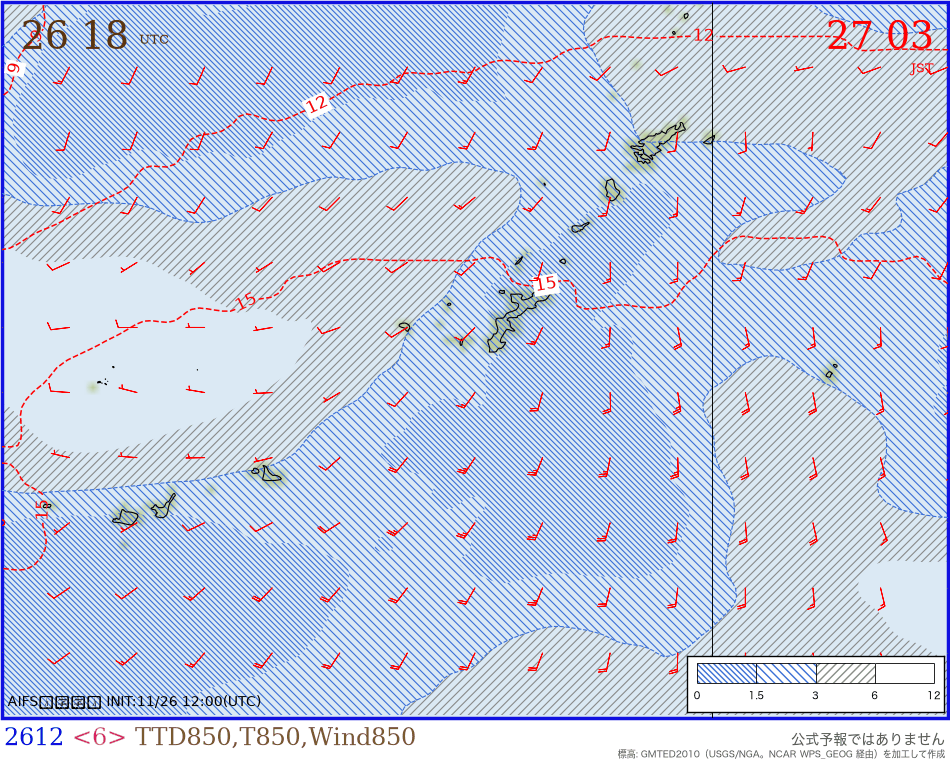 26 18 UTC
27 03
JST
9
9
12
12
15
15
15
AIFS INIT:11/26 12:00(UTC)
0 1.5 3 6 12
2612 <6> TTD850,T850,Wind850
公式予報ではありません
標高: GMTED2010（USGS/NGA。NCAR WPS_GEOG 経由）を加工して作成